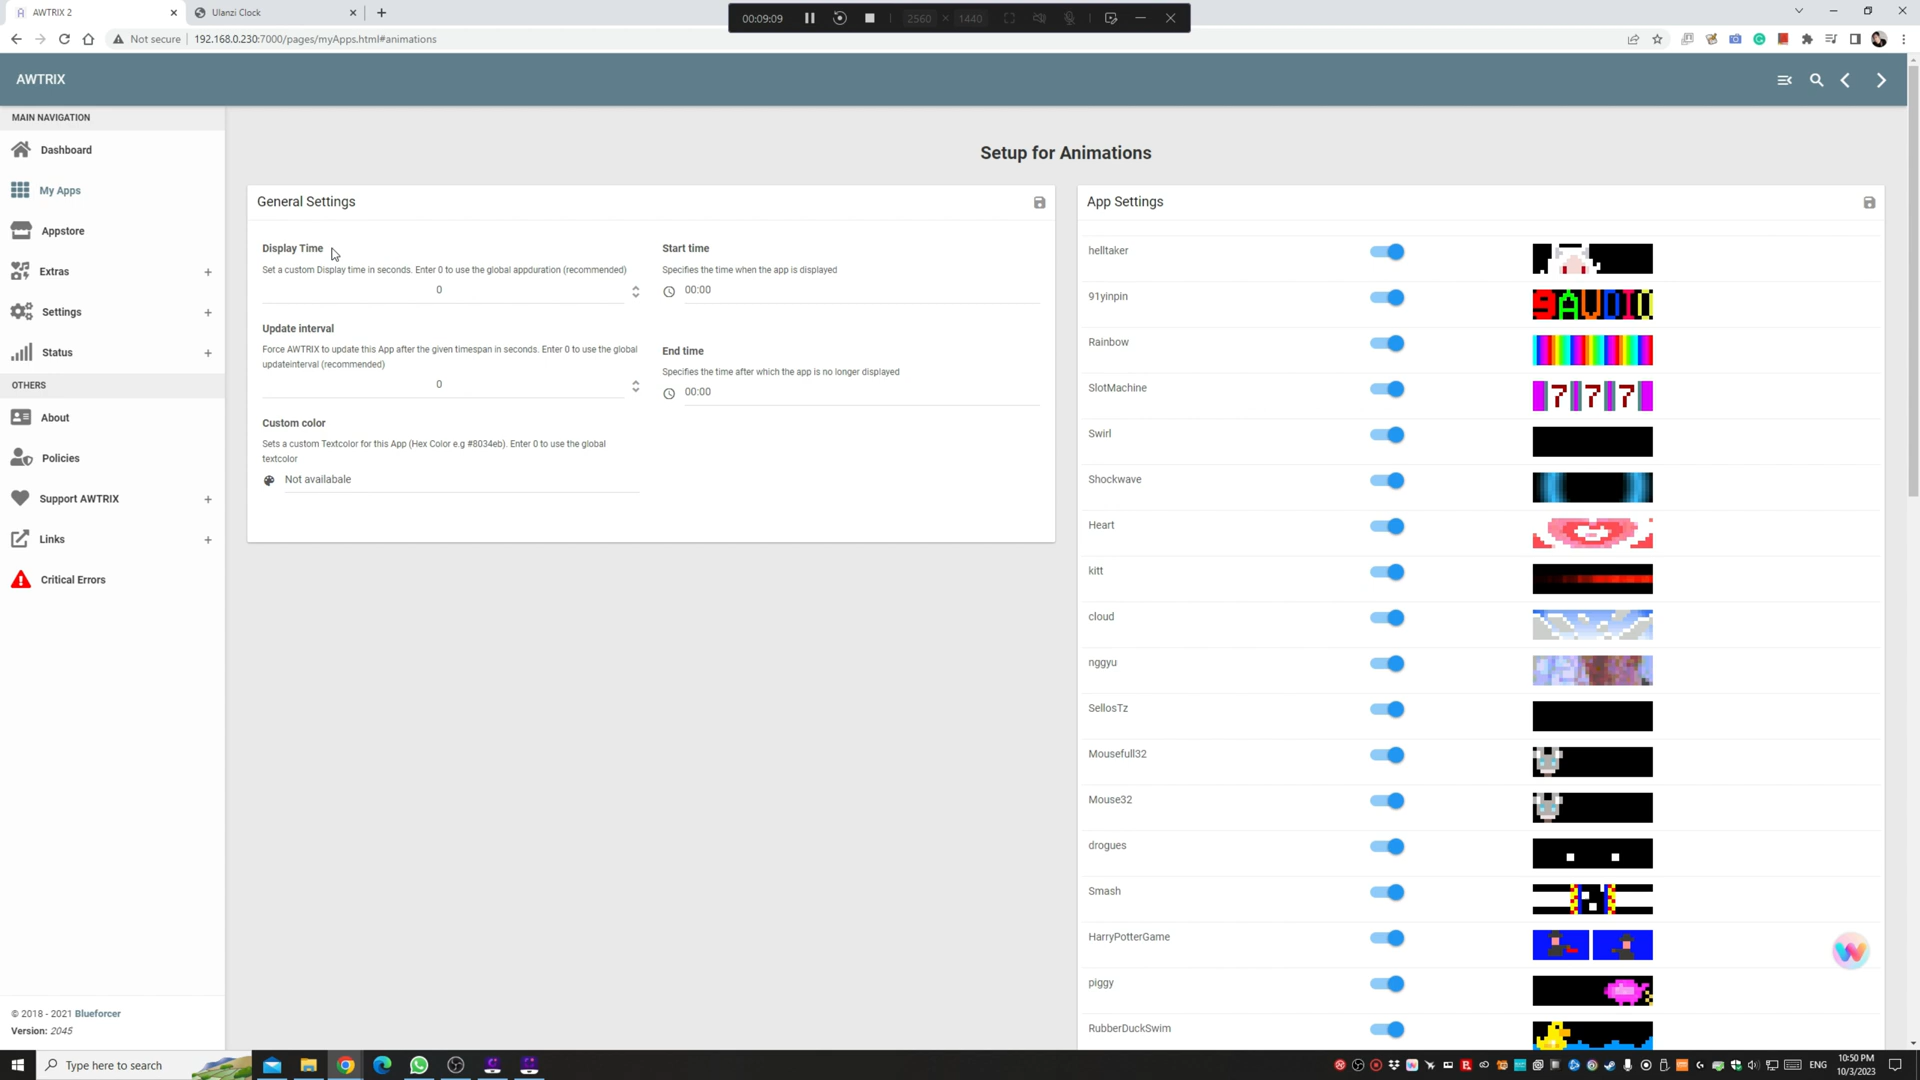 AWTRIX 2
Ulanzi Clock
00:09:09
2560 × 1440
Not secure
192.168.0.230:7000/pages/myApps.html#animations
AWTRIX
MAIN NAVIGATION
Dashboard
My Apps
Appstore
Extras
Settings
Status
OTHERS
About
Policies
Support AWTRIX
Links
Critical Errors
© 2018 - 2021 Blueforcer
Version: 2045
Setup for Animations
General Settings
Display Time
Set a custom Display time in seconds. Enter 0 to use the global appduration (recommended)
0
Update interval
Force AWTRIX to update this App after the given timespan in seconds. Enter 0 to use the global
updateinterval (recommended)
0
Custom color
Sets a custom Textcolor for this App (Hex Color e.g #8034eb). Enter 0 to use the global
textcolor
Not availabale
Start time
Specifies the time when the app is displayed
00:00
End time
Specifies the time after which the app is no longer displayed
00:00
App Settings
helltaker
91yinpin
9AUDIO
Rainbow
SlotMachine
7 7 7
Swirl
Shockwave
Heart
kitt
cloud
nggyu
SellosTz
Mousefull32
Mouse32
drogues
Smash
HarryPotterGame
piggy
RubberDuckSwim
Type here to search
ENG
10:50 PM
10/3/2023